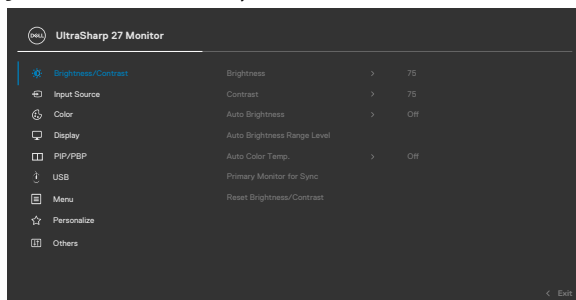 DELL UltraSharp 27 Monitor
Brightness/Contrast Brightness > 75
Input Source Contrast > 75
Color Auto Brightness > Off
Display Auto Brightness Range Level
PIP/PBP Auto Color Temp. > Off
USB Primary Monitor for Sync
Menu Reset Brightness/Contrast
Personalize
Others
< Exit